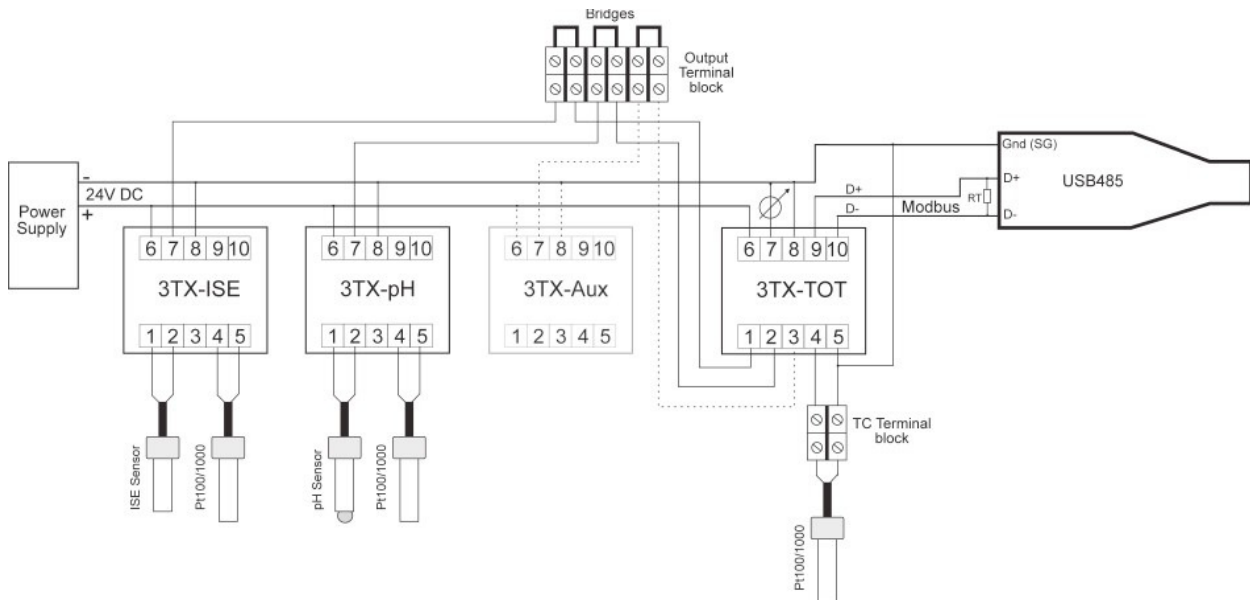 Bridges
Output
Terminal
block
Power
Supply
-
24V DC
+
Gnd (SG)
D+
D-
RT
USB485
D+
D-
Modbus
6 7 8 9 10
3TX-ISE
1 2 3 4 5
6 7 8 9 10
3TX-pH
1 2 3 4 5
6 7 8 9 10
3TX-Aux
1 2 3 4 5
6 7 8 9 10
3TX-TOT
1 2 3 4 5
TC Terminal
block
ISE Sensor
Pt100/1000
pH Sensor
Pt100/1000
Pt100/1000